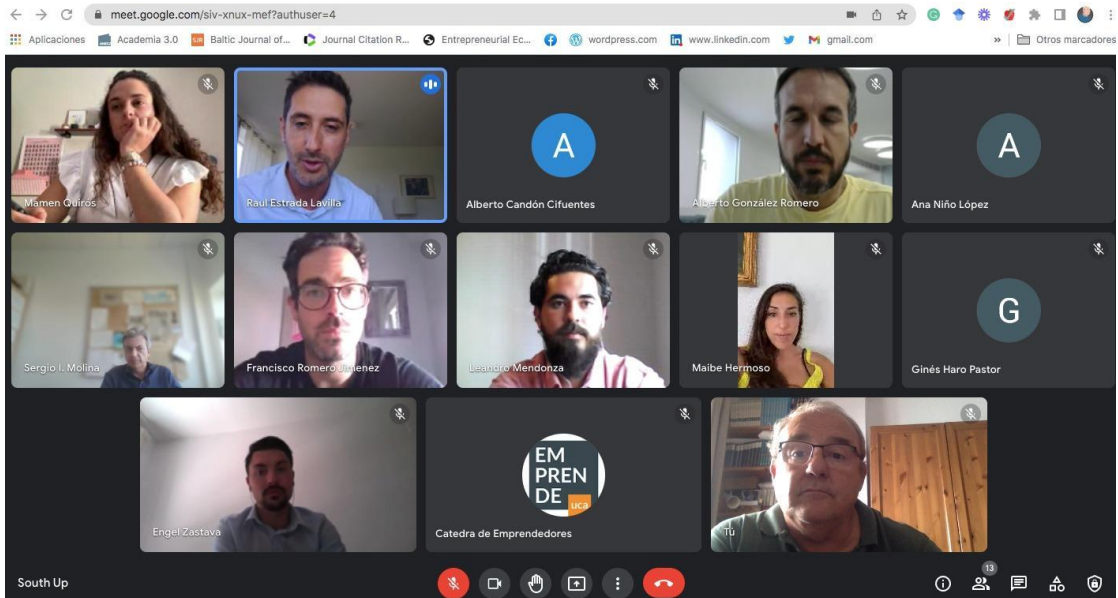 meet.google.com/siv-xnux-mef?authuser=4
Aplicaciones
Academia 3.0
SJR
Baltic Journal of...
Journal Citation R...
Entrepreneurial Ec...
wordpress.com
in
www.linkedin.com
gmail.com
»
Otros marcadores
Mamen Quirós
Raul Estrada Lavilla
A
Alberto Candón Cifuentes
Alberto González Romero
A
Ana Niño López
Sergio I. Molina
Francisco Romero Jimenez
Leandro Mendonza
Maibe Hermoso
G
Ginés Haro Pastor
Engel Zastava
EM
PREN
DE
uca
Catedra de Emprendedores
Tú
South Up
13